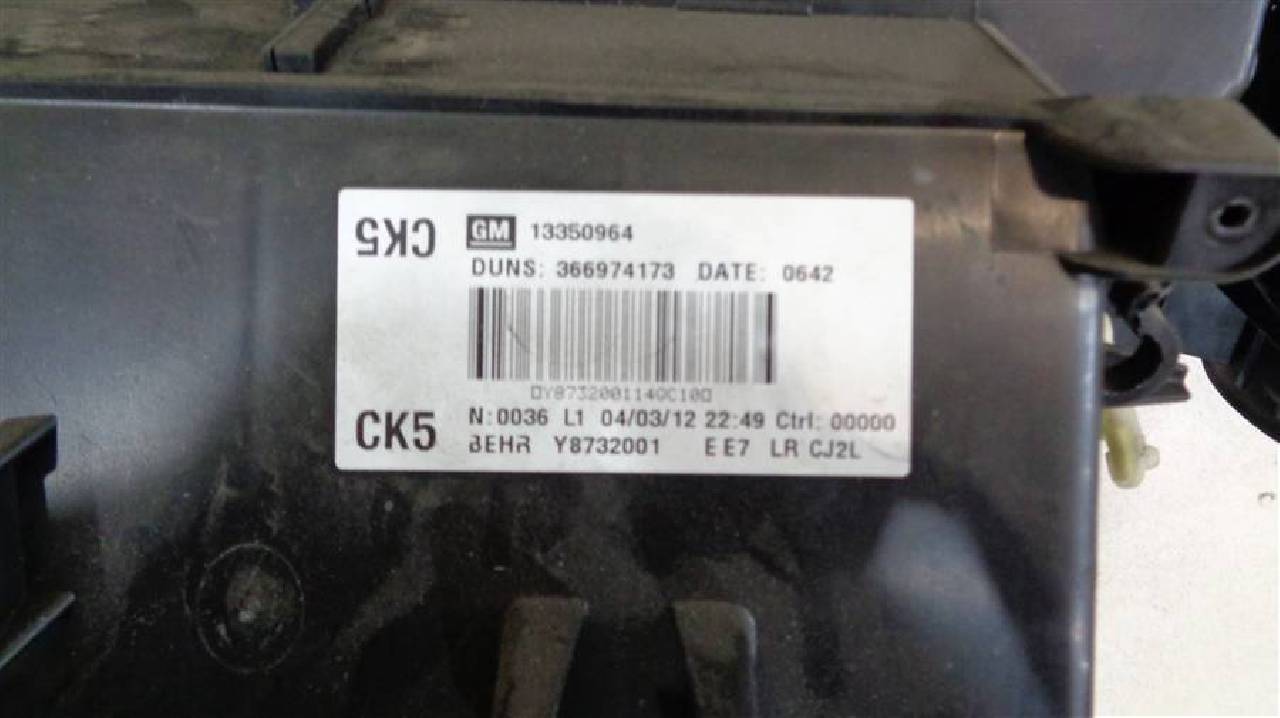 CK5
GM 13350964
DUNS: 366974173 DATE: 0642
Y8732001140C10
CK5
N:0036 L1 04/03/12 22:49 Ctrl: 00000
BEHR Y8732001 E E7 LR CJ2L